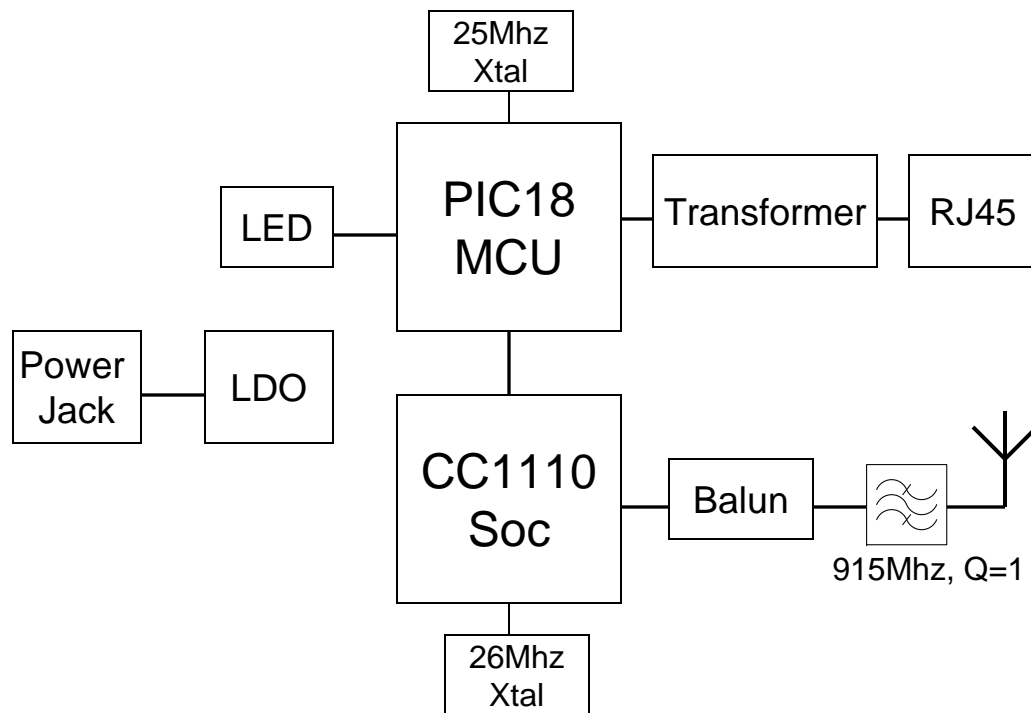 25Mhz
Xtal
PIC18
MCU
Transformer
RJ45
LED
Power
Jack
LDO
CC1110
Soc
Balun
915Mhz, Q=1
26Mhz
Xtal